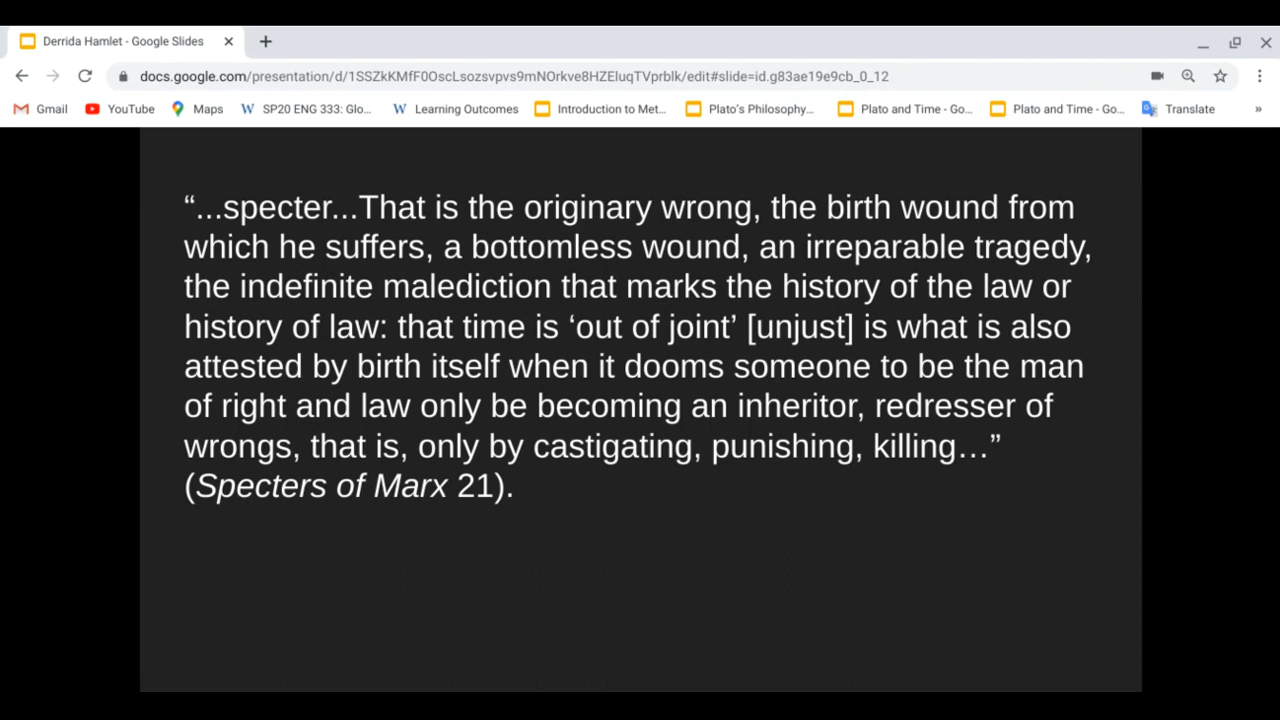 Derrida Hamlet - Google Slides
docs.google.com/presentation/d/1SSZkKMfF0OscLsozsvpvs9mNOrkve8HZEluqTVprblk/edit#slide=id.g83ae19e9cb_0_12
Gmail YouTube Maps SP20 ENG 333: Glo... Learning Outcomes Introduction to Met... Plato's Philosophy... Plato and Time - Go... Plato and Time - Go... Translate »
“...specter...That is the originary wrong, the birth wound from
which he suffers, a bottomless wound, an irreparable tragedy,
the indefinite malediction that marks the history of the law or
history of law: that time is ‘out of joint’ [unjust] is what is also
attested by birth itself when it dooms someone to be the man
of right and law only be becoming an inheritor, redresser of
wrongs, that is, only by castigating, punishing, killing…”
(Specters of Marx 21).